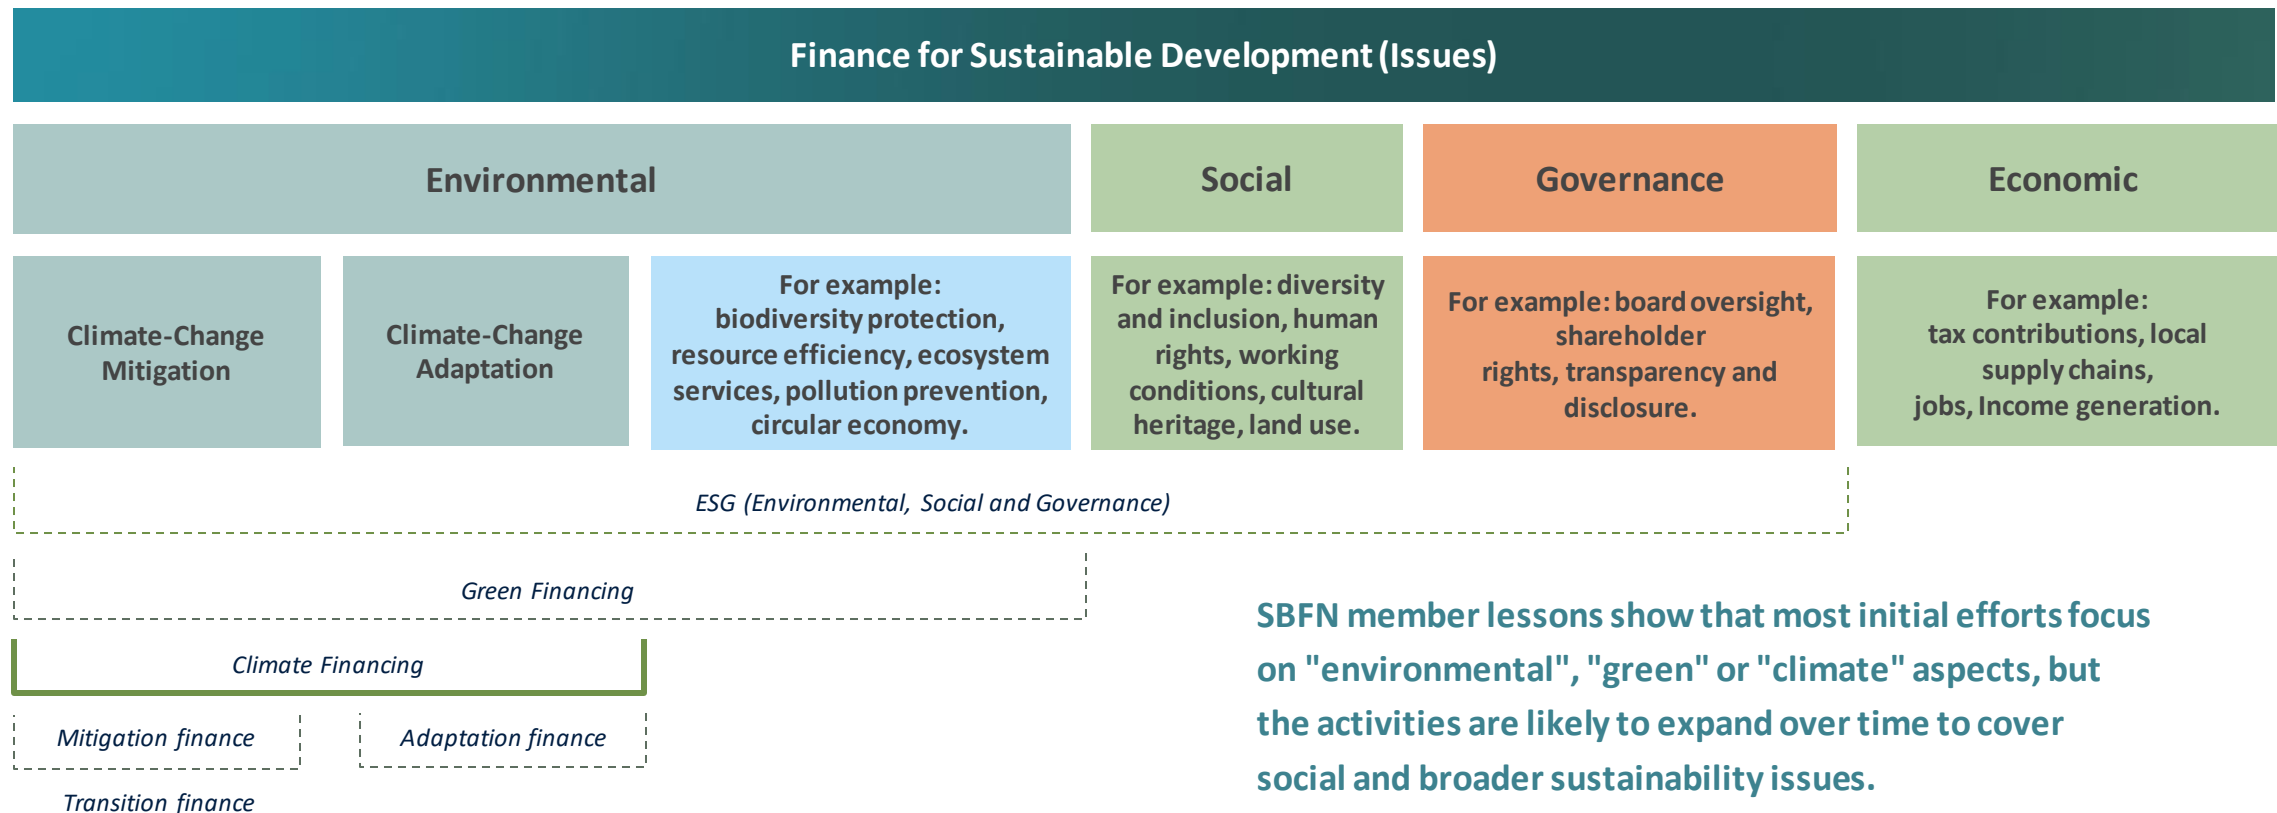 Finance for Sustainable Development (Issues)
Environmental
Social
Governance
Economic
Climate-Change
Mitigation
Climate-Change
Adaptation
For example:
biodiversity protection,
resource efficiency, ecosystem
services, pollution prevention,
circular economy.
For example: diversity
and inclusion, human
rights, working
conditions, cultural
heritage, land use.
For example: board oversight,
shareholder
rights, transparency and
disclosure.
For example:
tax contributions, local
supply chains,
jobs, Income generation.
ESG (Environmental, Social and Governance)
Green Financing
Climate Financing
Mitigation finance
Adaptation finance
Transition finance
SBFN member lessons show that most initial efforts focus
on "environmental", "green" or "climate" aspects, but
the activities are likely to expand over time to cover
social and broader sustainability issues.